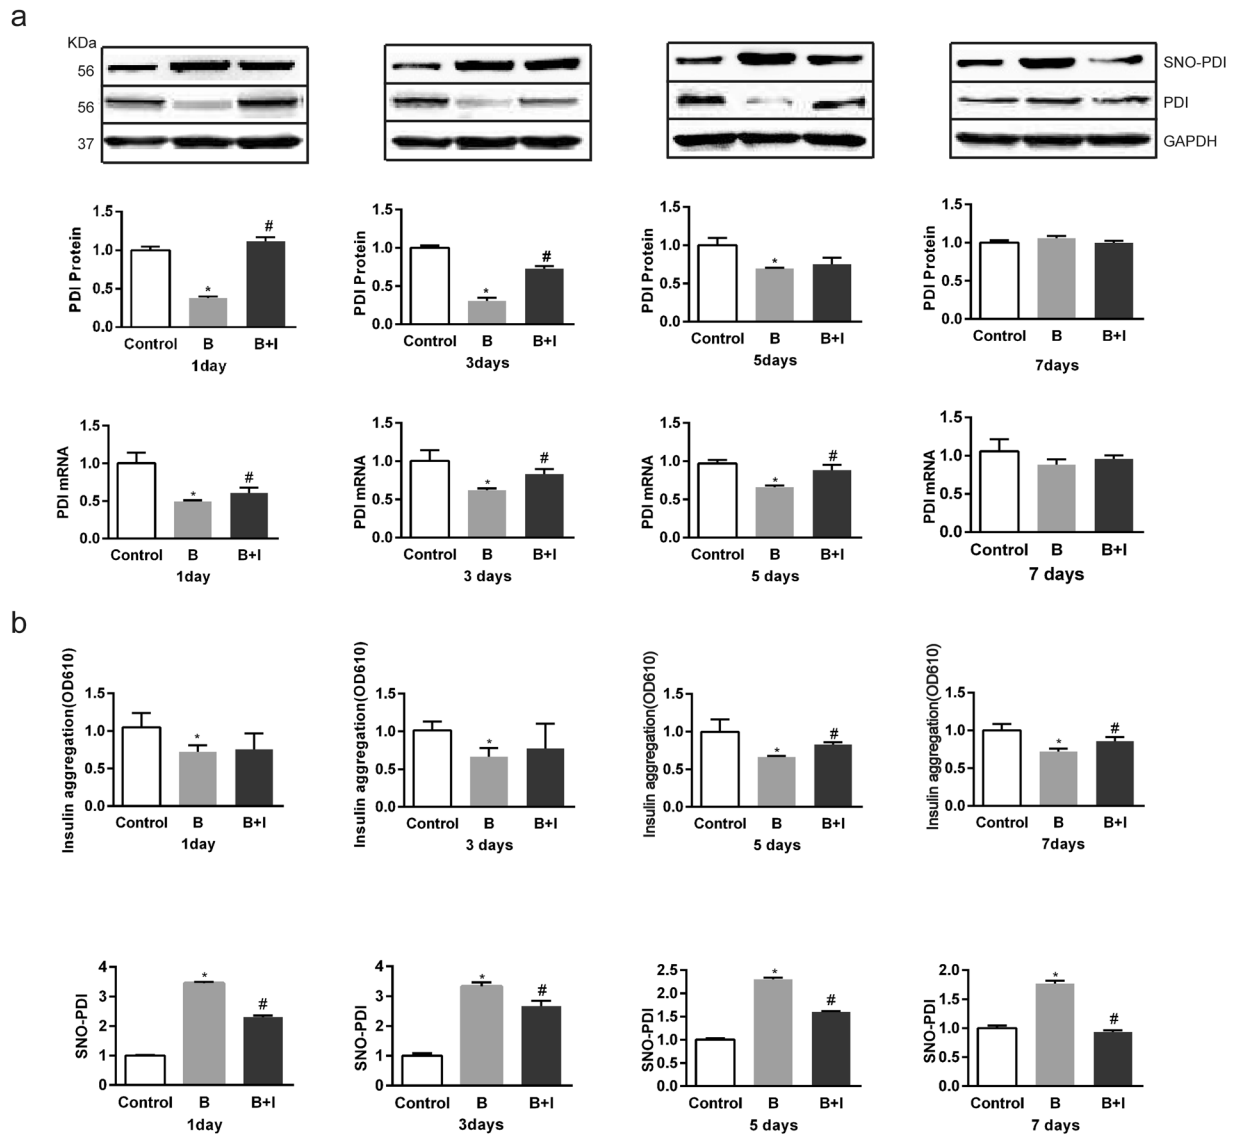 a
KDa
56
56
37
SNO-PDI
PDI
GAPDH
PDI Protein
1.5
1.0
0.5
0.0
*
#
Control B B+I
1day
PDI Protein
1.5
1.0
0.5
0.0
*
#
Control B B+I
3days
PDI Protein
1.5
1.0
0.5
0.0
*
Control B B+I
5days
PDI Protein
1.5
1.0
0.5
0.0
Control B B+I
7days
PDI mRNA
1.5
1.0
0.5
0.0
*
#
Control B B+I
1day
PDI mRNA
1.5
1.0
0.5
0.0
*
#
Control B B+I
3 days
PDI mRNA
1.5
1.0
0.5
0.0
*
#
Control B B+I
5 days
PDI mRNA
1.5
1.0
0.5
0.0
Control B B+I
7 days
b
Insulin aggregation(OD610)
1.5
1.0
0.5
0.0
*
Control B B+I
1day
Insulin aggregation(OD610)
1.5
1.0
0.5
0.0
*
Control B B+I
3 days
Insulin aggregation(OD610)
1.5
1.0
0.5
0.0
*
#
Control B B+I
5 days
Insulin aggregation(OD610)
1.5
1.0
0.5
0.0
*
#
Control B B+I
7days
SNO-PDI
4
3
2
1
0
*
#
Control B B+I
1day
SNO-PDI
4
3
2
1
0
*
#
Control B B+I
3days
SNO-PDI
2.5
2.0
1.5
1.0
0.5
0.0
*
#
Control B B+I
5 days
SNO-PDI
2.0
1.5
1.0
0.5
0.0
*
#
Control B B+I
7 days